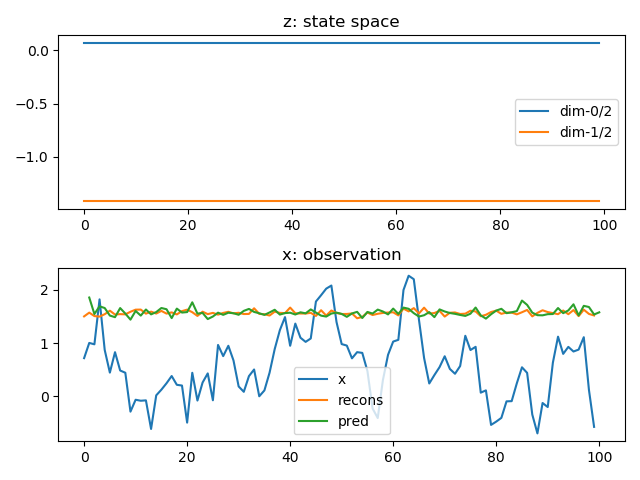 z: state space
0.0
−0.5
−1.0
dim-0/2
dim-1/2
0 20 40 60 80 100
x: observation
2
1
0
x
recons
pred
0 20 40 60 80 100